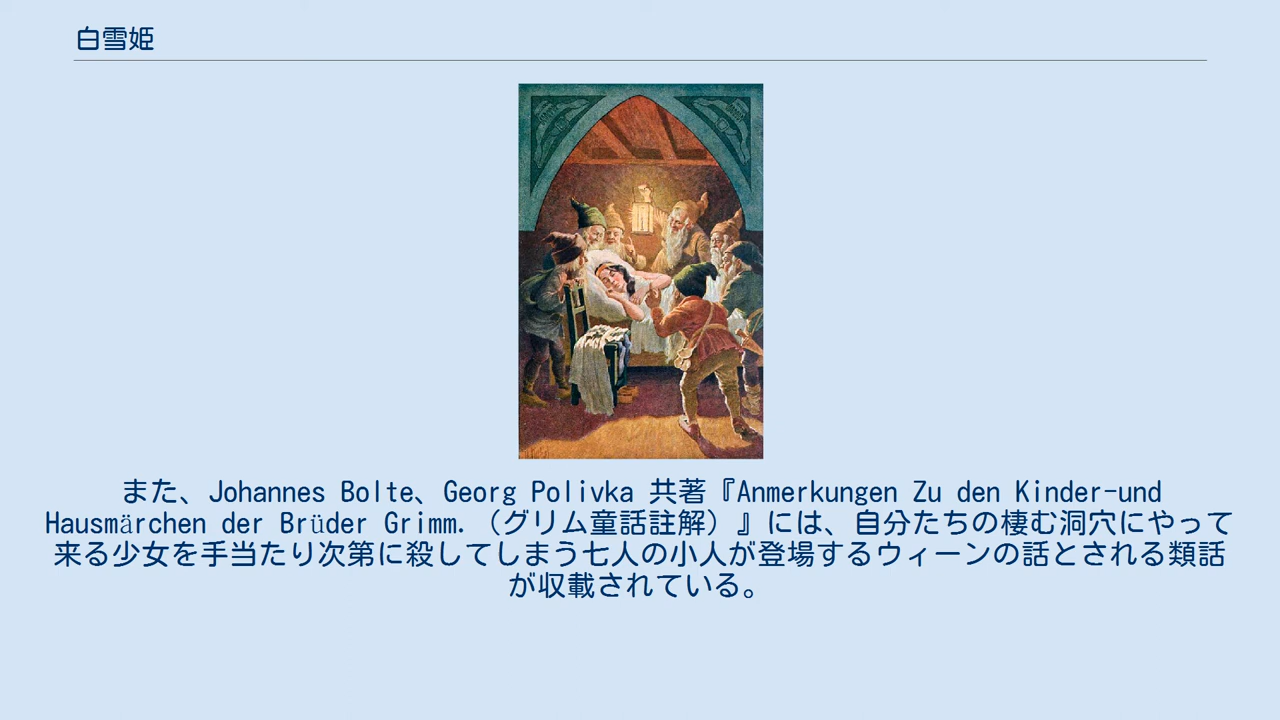 白雪姫
また、Johannes Bolte、Georg Polivka 共著『Anmerkungen Zu den Kinder-und
Hausmärchen der Brüder Grimm. （グリム童話註解）』には、自分たちの棲む洞穴にやって
来る少女を手当たり次第に殺してしまう七人の小人が登場するウィーンの話とされる類話
が収載されている。